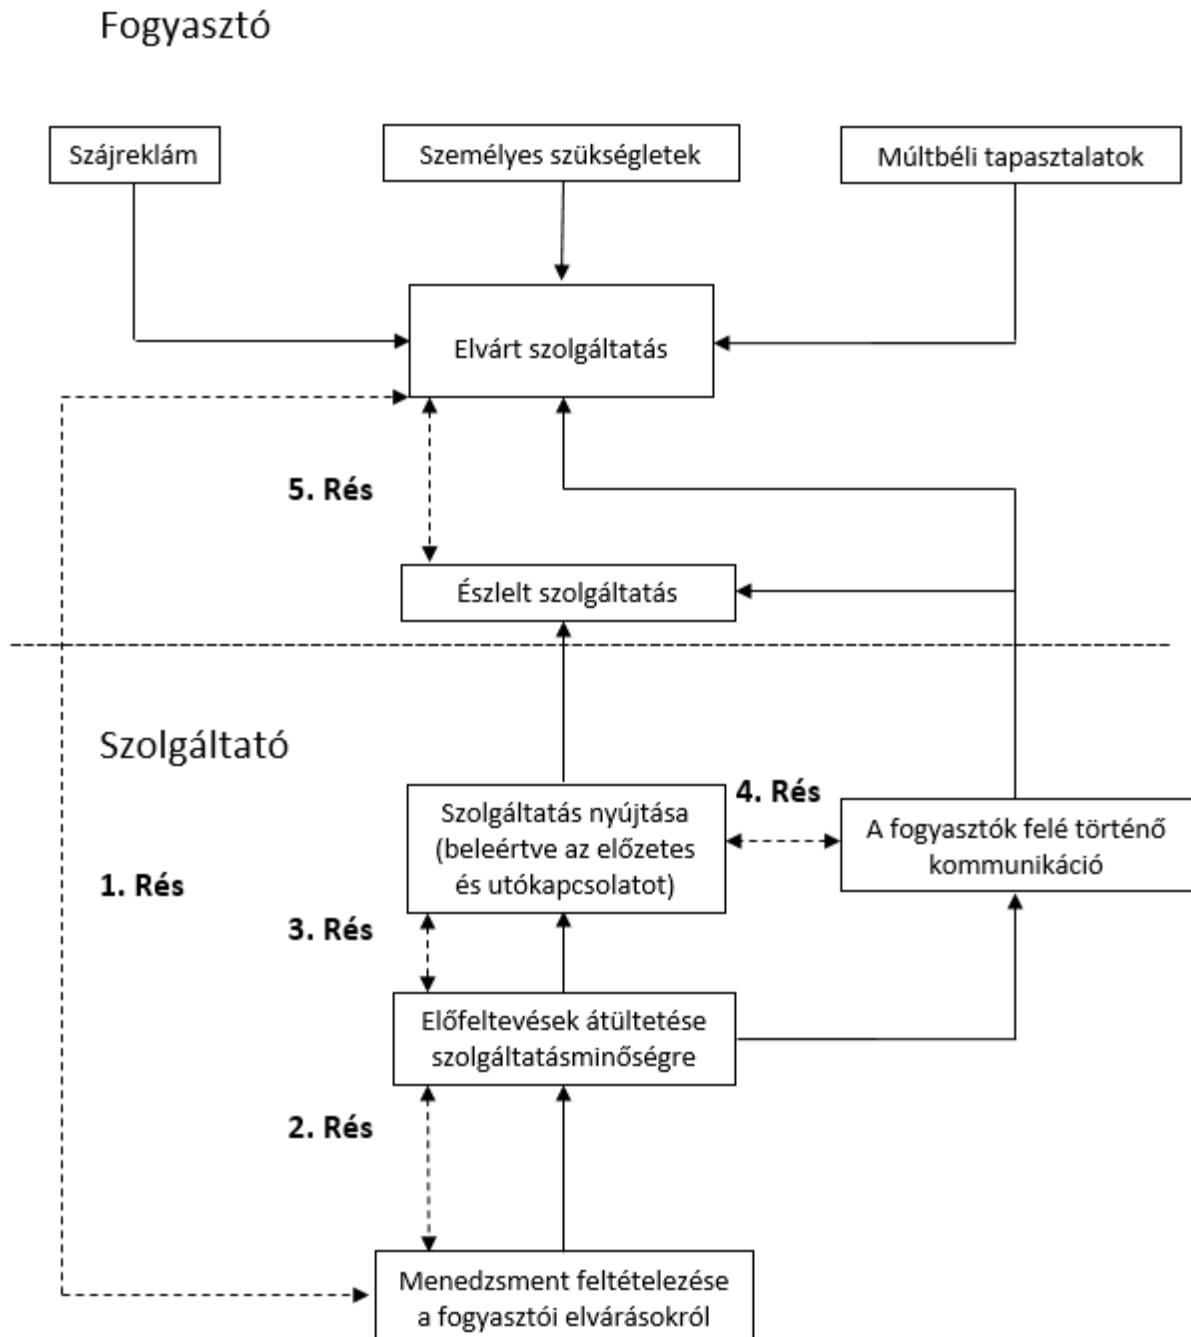 Fogyasztó
Szájreklám
Személyes szükségletek
Múltbéli tapasztalatok
Elvárt szolgáltatás
5. Rés
Észlelt szolgáltatás
Szolgáltató
4. Rés
Szolgáltatás nyújtása
(beleértve az előzetes
és utókapcsolatot)
A fogyasztók felé történő
kommunikáció
1. Rés
3. Rés
Előfeltevések átültetése
szolgáltatásminőségre
2. Rés
Menedzsment feltételezése
a fogyasztói elvárásokról